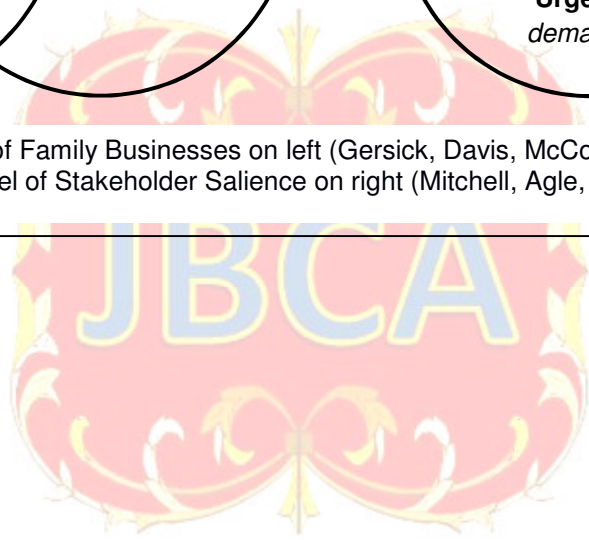 Urge
dema
of Family Businesses on left (Gersick, Davis, McCo
el of Stakeholder Salience on right (Mitchell, Agle,
JBCA